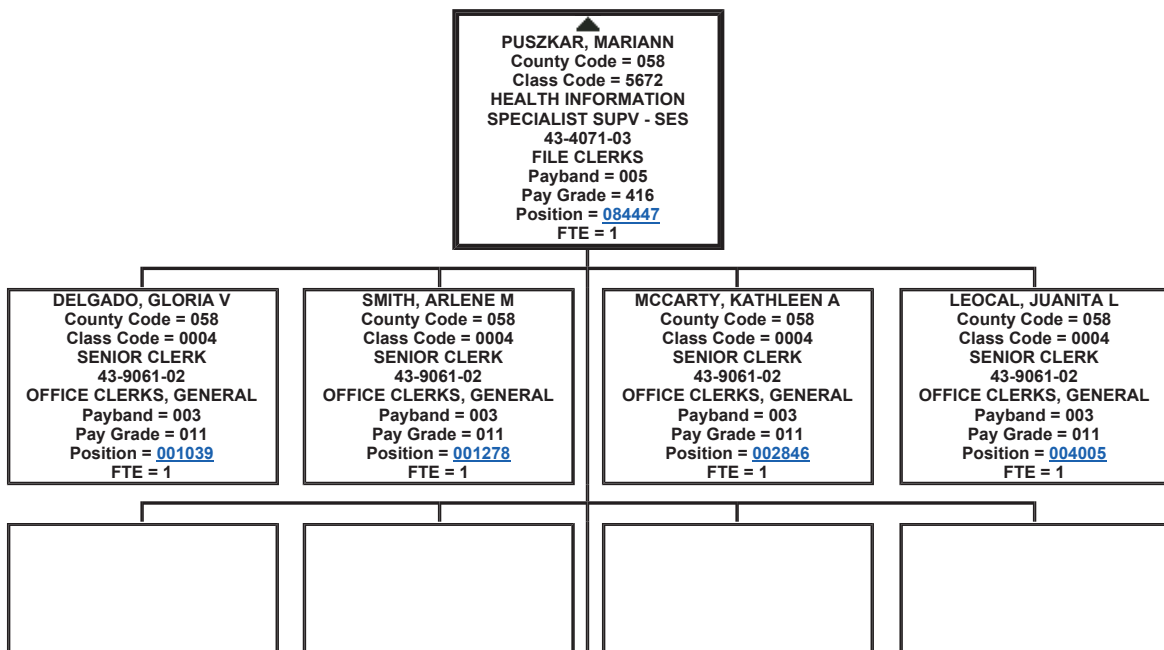 PUSZKAR, MARIANN
County Code = 058
Class Code = 5672
HEALTH INFORMATION
SPECIALIST SUPV - SES
43-4071-03
FILE CLERKS
Payband = 005
Pay Grade = 416
Position = 084447
FTE = 1
DELGADO, GLORIA V
County Code = 058
Class Code = 0004
SENIOR CLERK
43-9061-02
OFFICE CLERKS, GENERAL
Payband = 003
Pay Grade = 011
Position = 001039
FTE = 1
SMITH, ARLENE M
County Code = 058
Class Code = 0004
SENIOR CLERK
43-9061-02
OFFICE CLERKS, GENERAL
Payband = 003
Pay Grade = 011
Position = 001278
FTE = 1
MCCARTY, KATHLEEN A
County Code = 058
Class Code = 0004
SENIOR CLERK
43-9061-02
OFFICE CLERKS, GENERAL
Payband = 003
Pay Grade = 011
Position = 002846
FTE = 1
LEOCAL, JUANITA L
County Code = 058
Class Code = 0004
SENIOR CLERK
43-9061-02
OFFICE CLERKS, GENERAL
Payband = 003
Pay Grade = 011
Position = 004005
FTE = 1